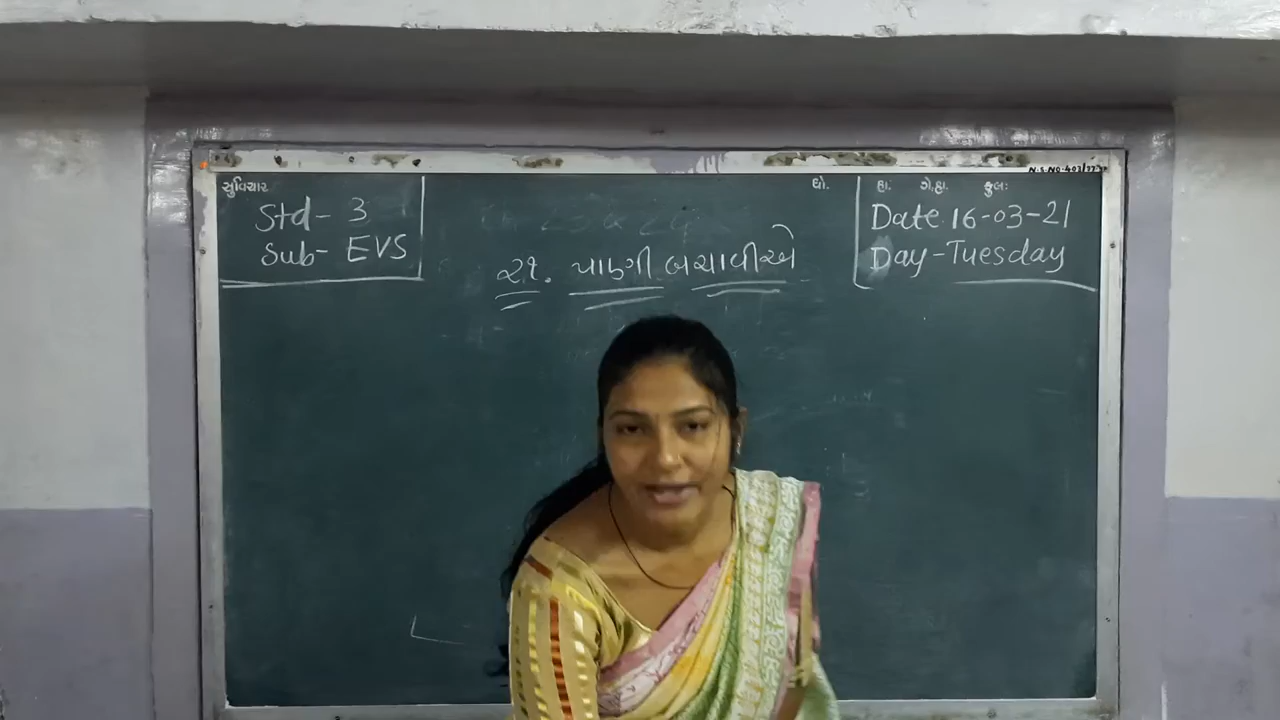 સુવિચાર
Std - 3
Sub - EVS
૨૧. પાણી બચાવીએ
ધો. હા. ગે.હા. કુલ:
Date 16-03-21
Day - Tuesday